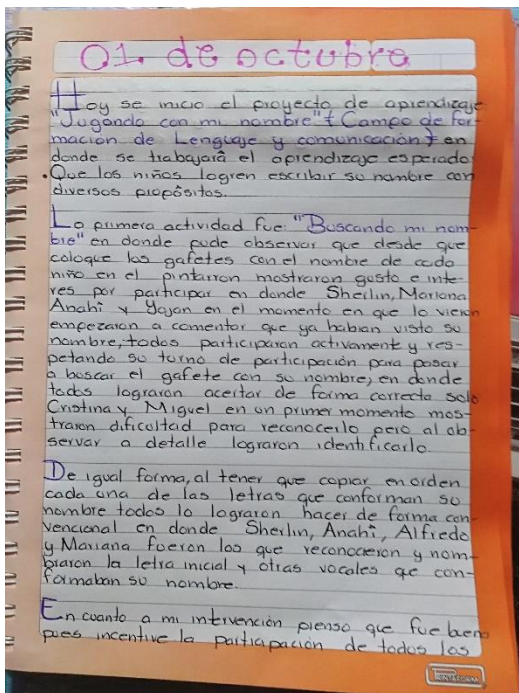 01 de octubre
Hoy se inicio el proyecto de aprendizaje
"Jugando con mi nombre" { Campo de for-
mación de Lenguaje y comunicación } en
donde se trabajará el aprendizaje esperado
• Que los niños logren escribir su nombre con
diversos propósitos.
La primera actividad fue: "Buscando mi nom-
bre" en donde pude observar que desde que
coloque los gafetes con el nombre de cada
niño en el pintarron mostraron gusto e inte-
res por participar en donde Sherlin, Mariana
Anahí y Yojan en el momento en que lo vieron
empezaron a comentar que ya habian visto su
nombre, todos participaron activament y res-
petando su turno de participación para pasar
a buscar el gafete con su nombre, en donde
todos lograron acertar de forma correcta solo
Cristina y Miguel en un primer momento mos-
traron dificultad para reconocerlo pero al ob-
servar a detalle lograron identificarlo.
De igual forma, al tener que copiar en orden
cada una de las letras que conforman su
nombre todos lo lograron hacer de forma con-
vencional en donde Sherlin, Anahí, Alfredo
y Mariana fueron los que reconocieron y nom-
braron la letra inicial y otras vocales qe con-
formaban su nombre.
En cuanto a mi intervención pienso que fue buena
pues incentive la participación de todos los